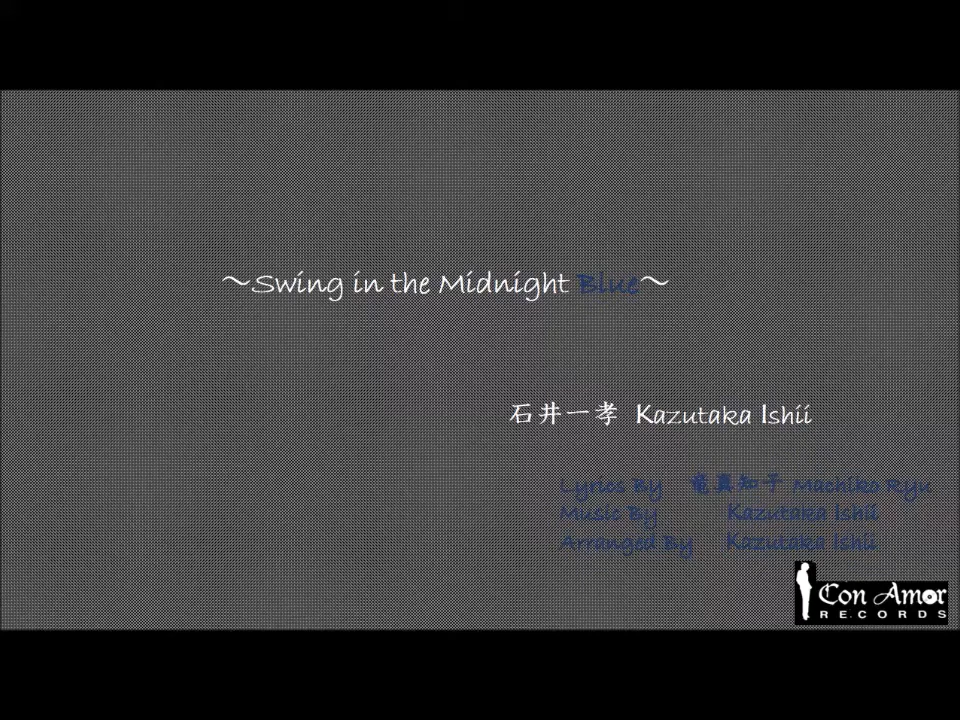 ～Swing in the Midnight Blue～
石井一孝 Kazutaka Ishii
Lyrics By 竜真知子 Machiko Ryu
Music By Kazutaka Ishii
Arranged By Kazutaka Ishii
Con Amor
RECORDS